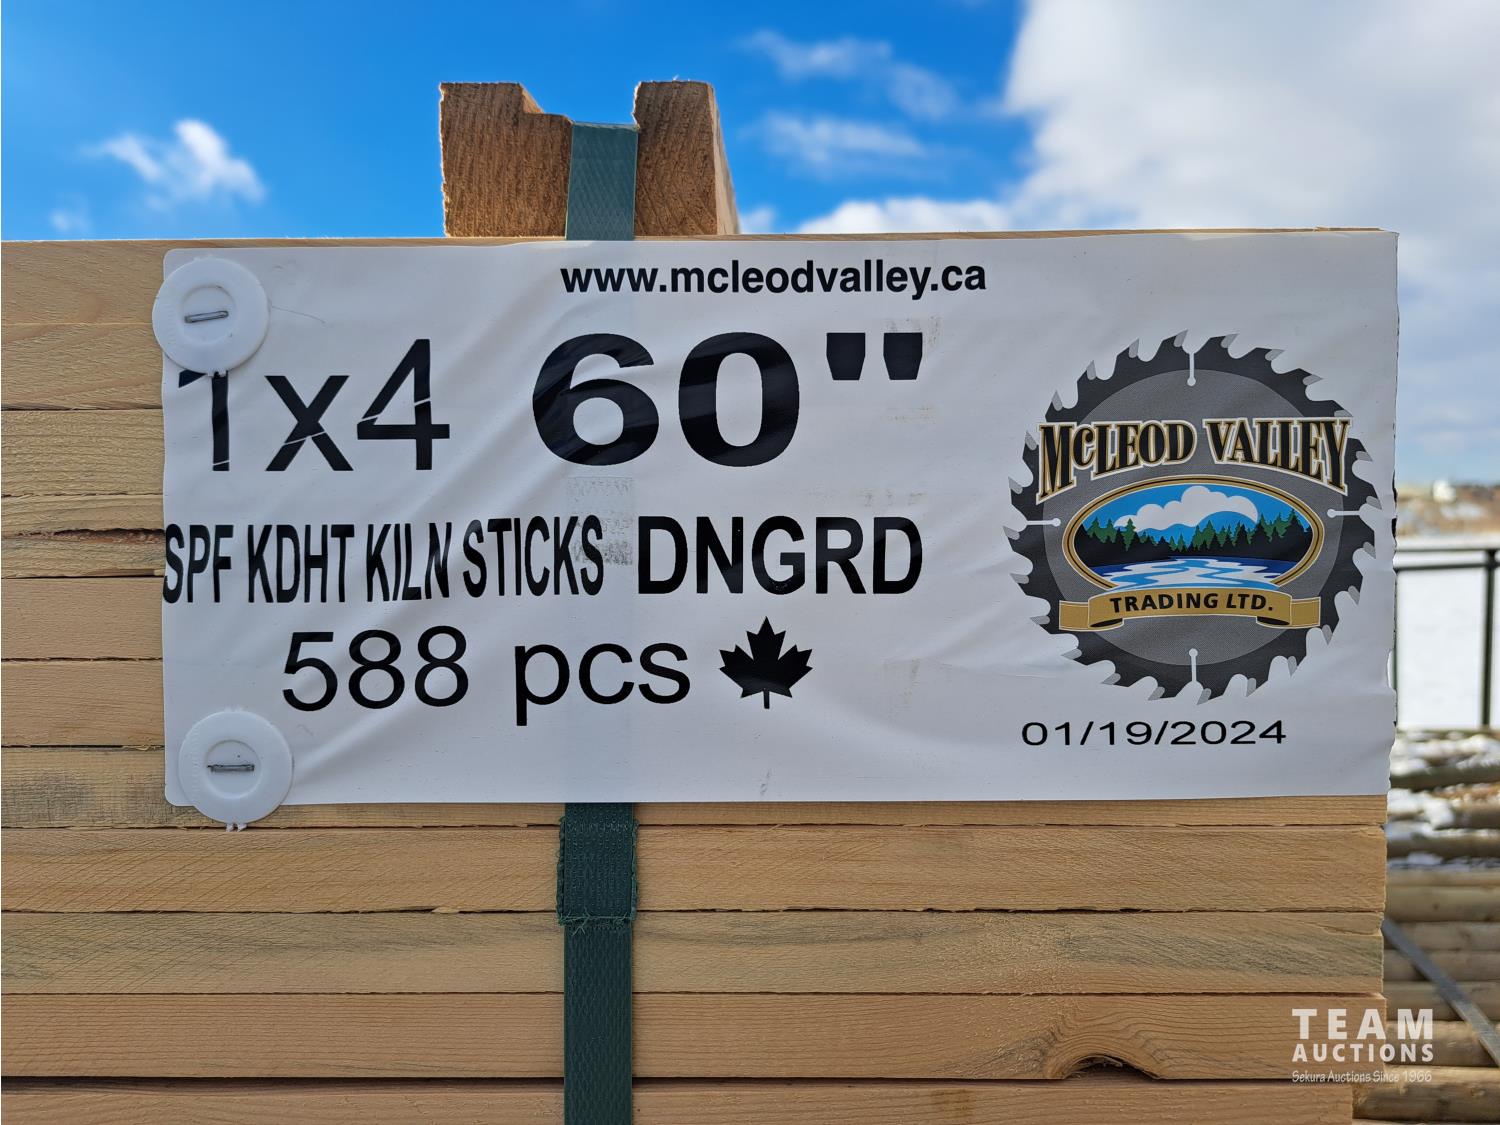 www.mcleodvalley.ca
1x4 60"
SPF KDHT KILN STICKS DNGRD
588 pcs
McLEOD VALLEY
TRADING LTD.
01/19/2024
TEAM
AUCTIONS
Sekura Auctions Since 1966